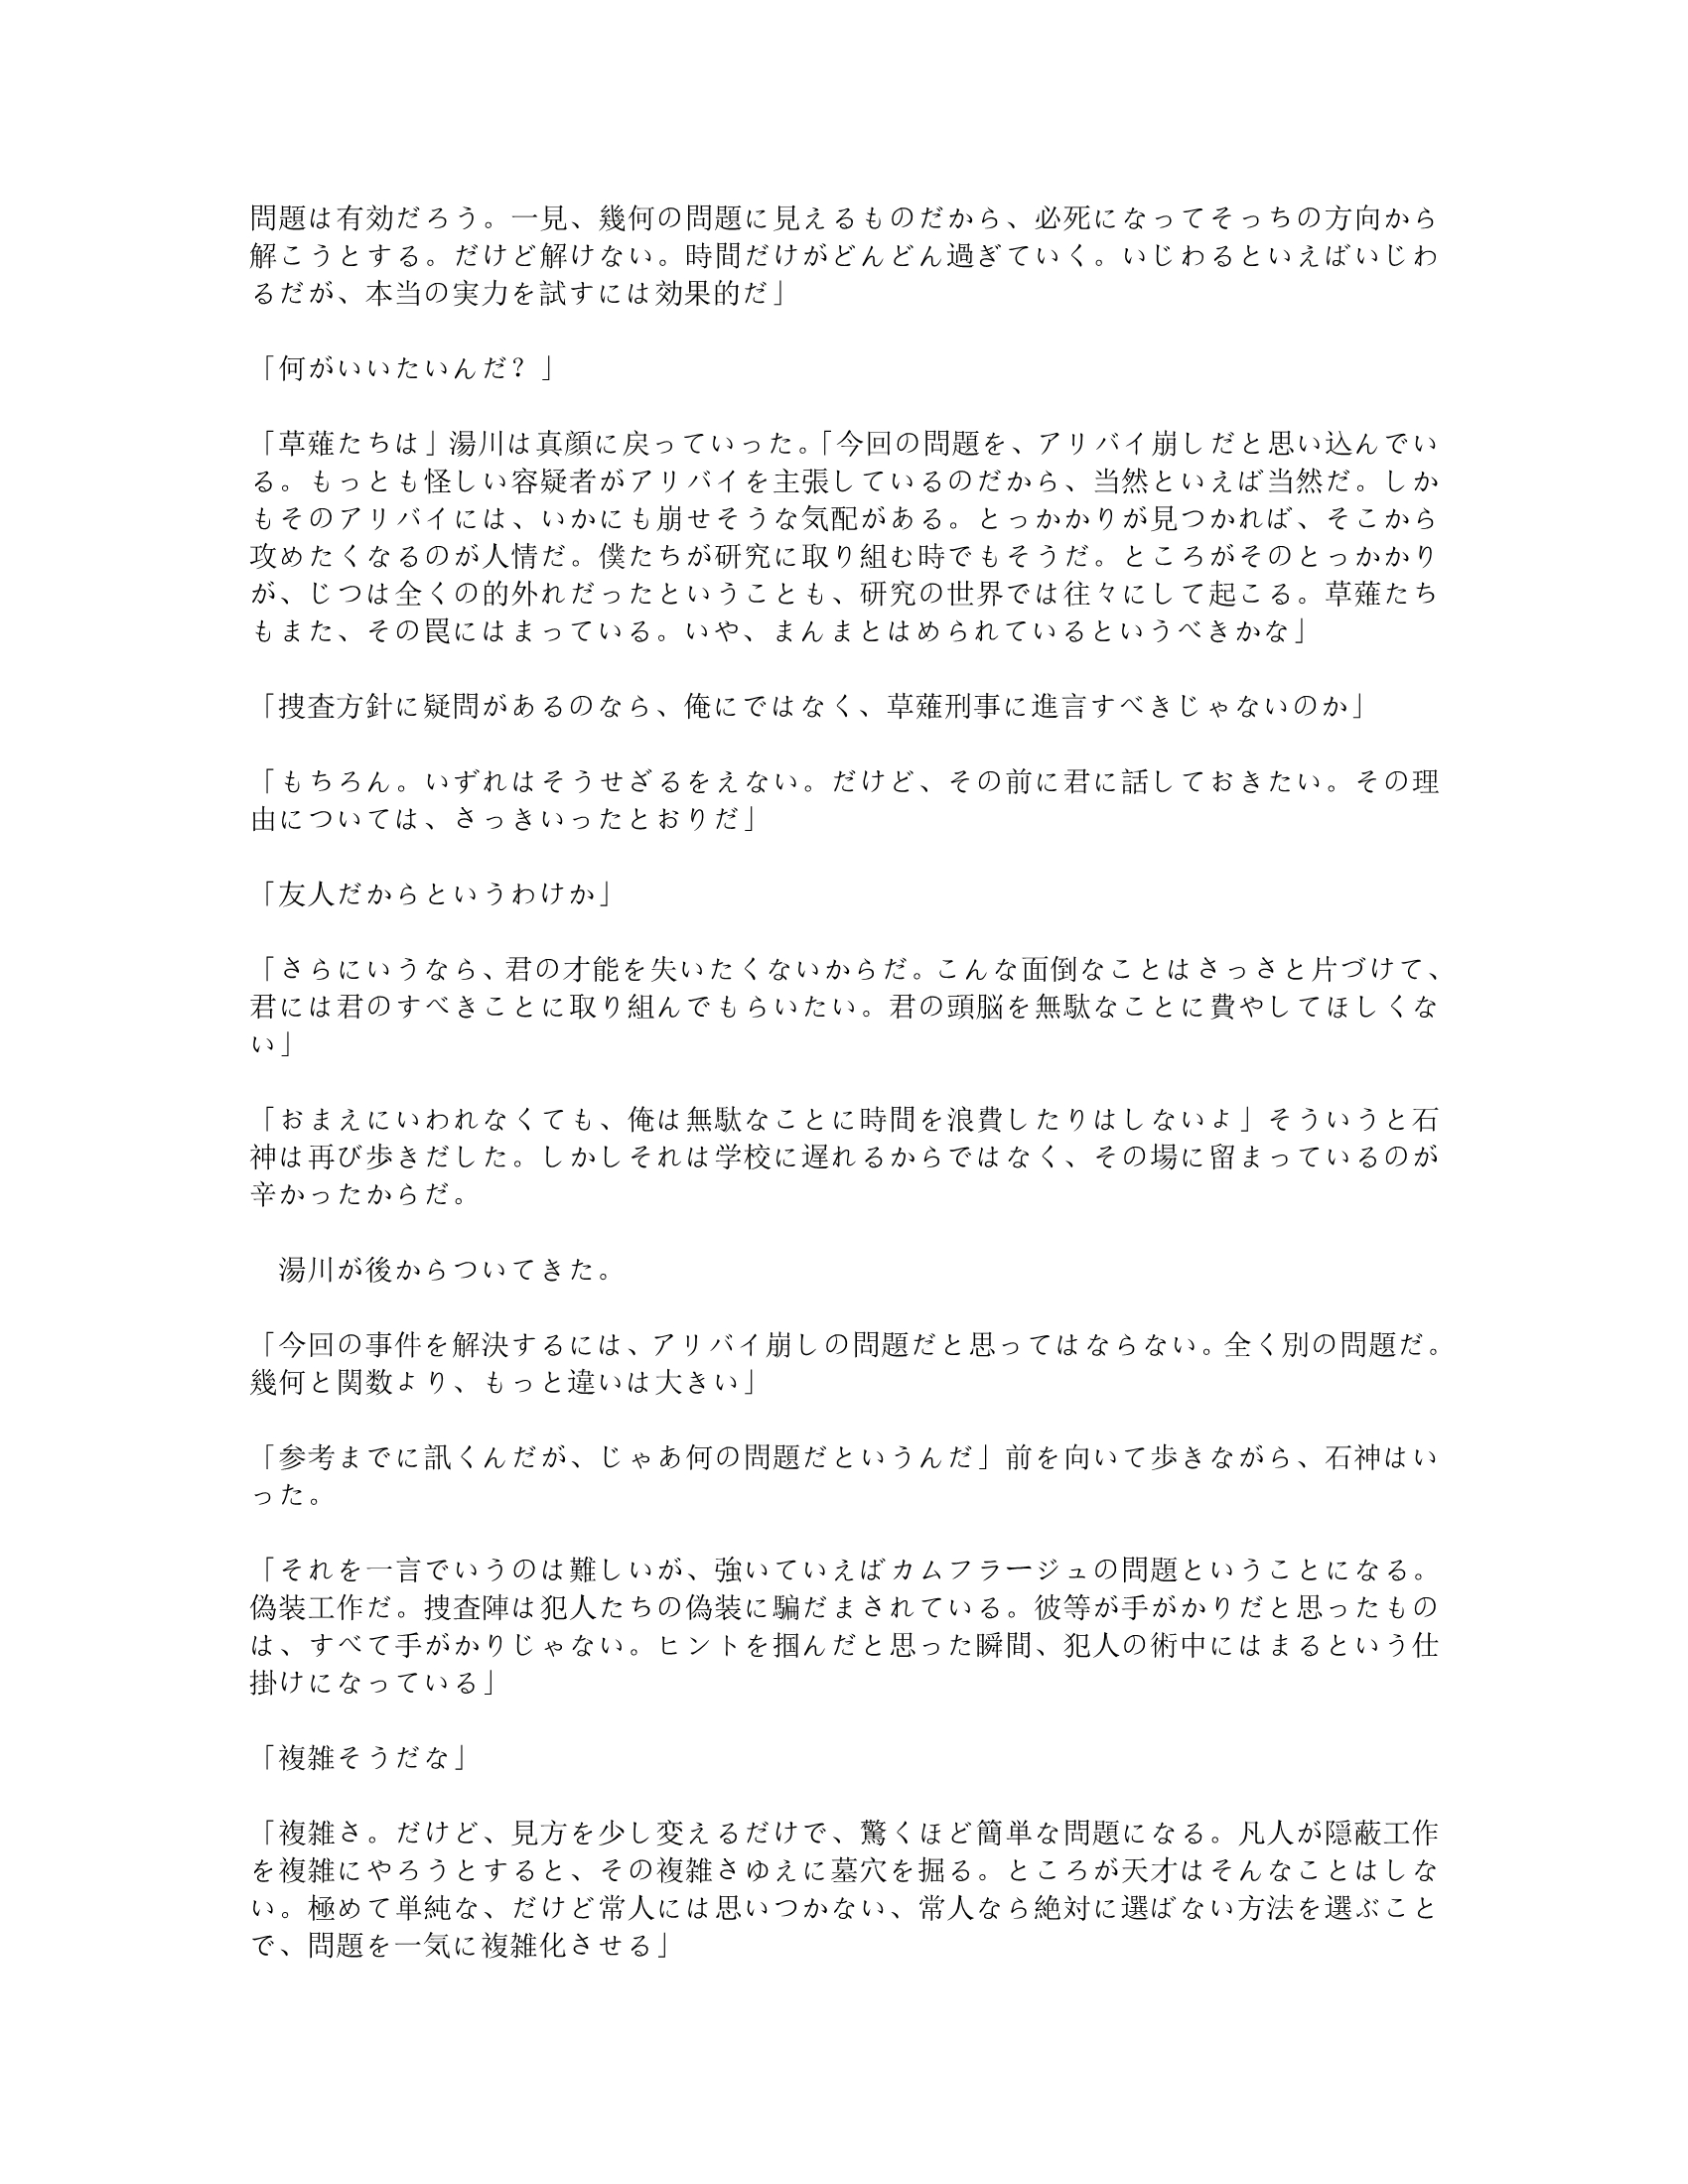 問題は有効だろう。一見、幾何の問題に見えるものだから、必死になってそっちの方向から
解こうとする。だけど解けない。時間だけがどんどん過ぎていく。いじわるといえばいじわ
るだが、本当の実力を試すには効果的だ」
「何がいいたいんだ？」
「草薙たちは」湯川は真顔に戻っていった。「今回の問題を、アリバイ崩しだと思い込んでい
る。もっとも怪しい容疑者がアリバイを主張しているのだから、当然といえば当然だ。しか
もそのアリバイには、いかにも崩せそうな気配がある。とっかかりが見つかれば、そこから
攻めたくなるのが人情だ。僕たちが研究に取り組む時でもそうだ。ところがそのとっかかり
が、じつは全くの的外れだったということも、研究の世界では往々にして起こる。草薙たち
もまた、その罠にはまっている。いや、まんまとはめられているというべきかな」
「捜査方針に疑問があるのなら、俺にではなく、草薙刑事に進言すべきじゃないのか」
「もちろん。いずれはそうせざるをえない。だけど、その前に君に話しておきたい。その理
由については、さっきいったとおりだ」
「友人だからというわけか」
「さらにいうなら、君の才能を失いたくないからだ。こんな面倒なことはさっさと片づけて、
君には君のすべきことに取り組んでもらいたい。君の頭脳を無駄なことに費やしてほしくな
い」
「おまえにいわれなくても、俺は無駄なことに時間を浪費したりはしないよ」そういうと石
神は再び歩きだした。しかしそれは学校に遅れるからではなく、その場に留まっているのが
辛かったからだ。
　湯川が後からついてきた。
「今回の事件を解決するには、アリバイ崩しの問題だと思ってはならない。全く別の問題だ。
幾何と関数より、もっと違いは大きい」
「参考までに訊くんだが、じゃあ何の問題だというんだ」前を向いて歩きながら、石神はい
った。
「それを一言でいうのは難しいが、強いていえばカムフラージュの問題ということになる。
偽装工作だ。捜査陣は犯人たちの偽装に騙だまされている。彼等が手がかりだと思ったもの
は、すべて手がかりじゃない。ヒントを掴んだと思った瞬間、犯人の術中にはまるという仕
掛けになっている」
「複雑そうだな」
「複雑さ。だけど、見方を少し変えるだけで、驚くほど簡単な問題になる。凡人が隠蔽工作
を複雑にやろうとすると、その複雑さゆえに墓穴を掘る。ところが天才はそんなことはしな
い。極めて単純な、だけど常人には思いつかない、常人なら絶対に選ばない方法を選ぶこと
で、問題を一気に複雑化させる」